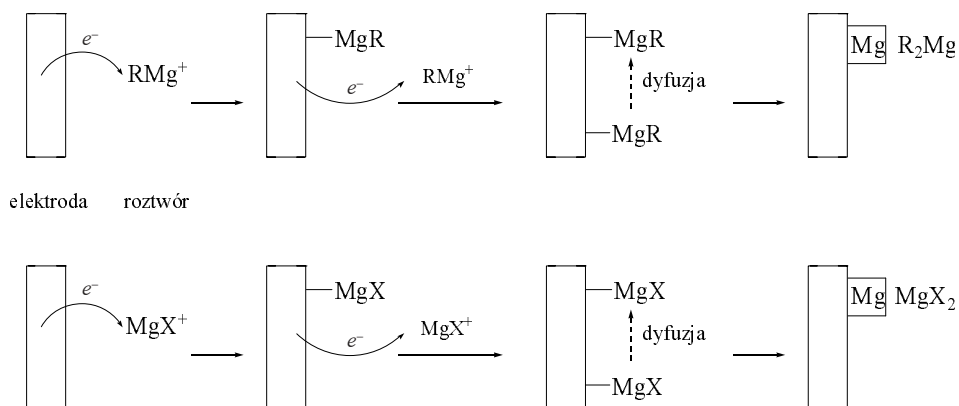 e⁻ RMg⁺ MgR e⁻ RMg⁺ MgR dyfuzja MgR Mg R₂Mg
elektroda roztwór
e⁻ MgX⁺ MgX e⁻ MgX⁺ MgX dyfuzja MgX Mg MgX₂